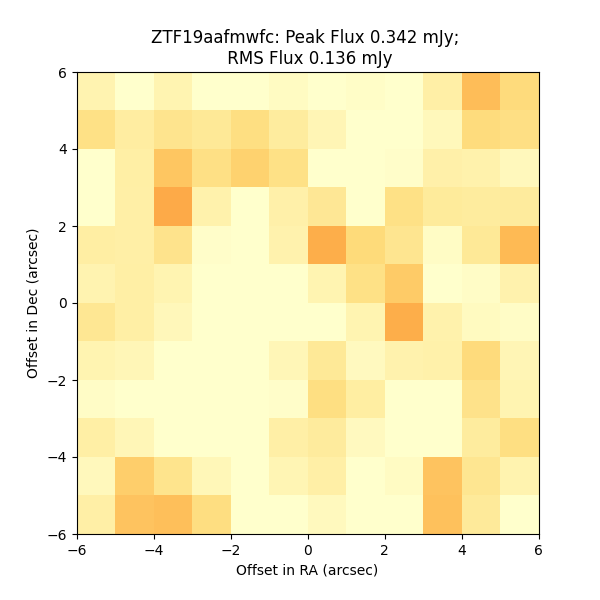 ZTF19aafmwfc: Peak Flux 0.342 mJy;
RMS Flux 0.136 mJy
6
4
2
0
−2
−4
−6
Offset in Dec (arcsec)
−6 −4 −2 0 2 4 6
Offset in RA (arcsec)